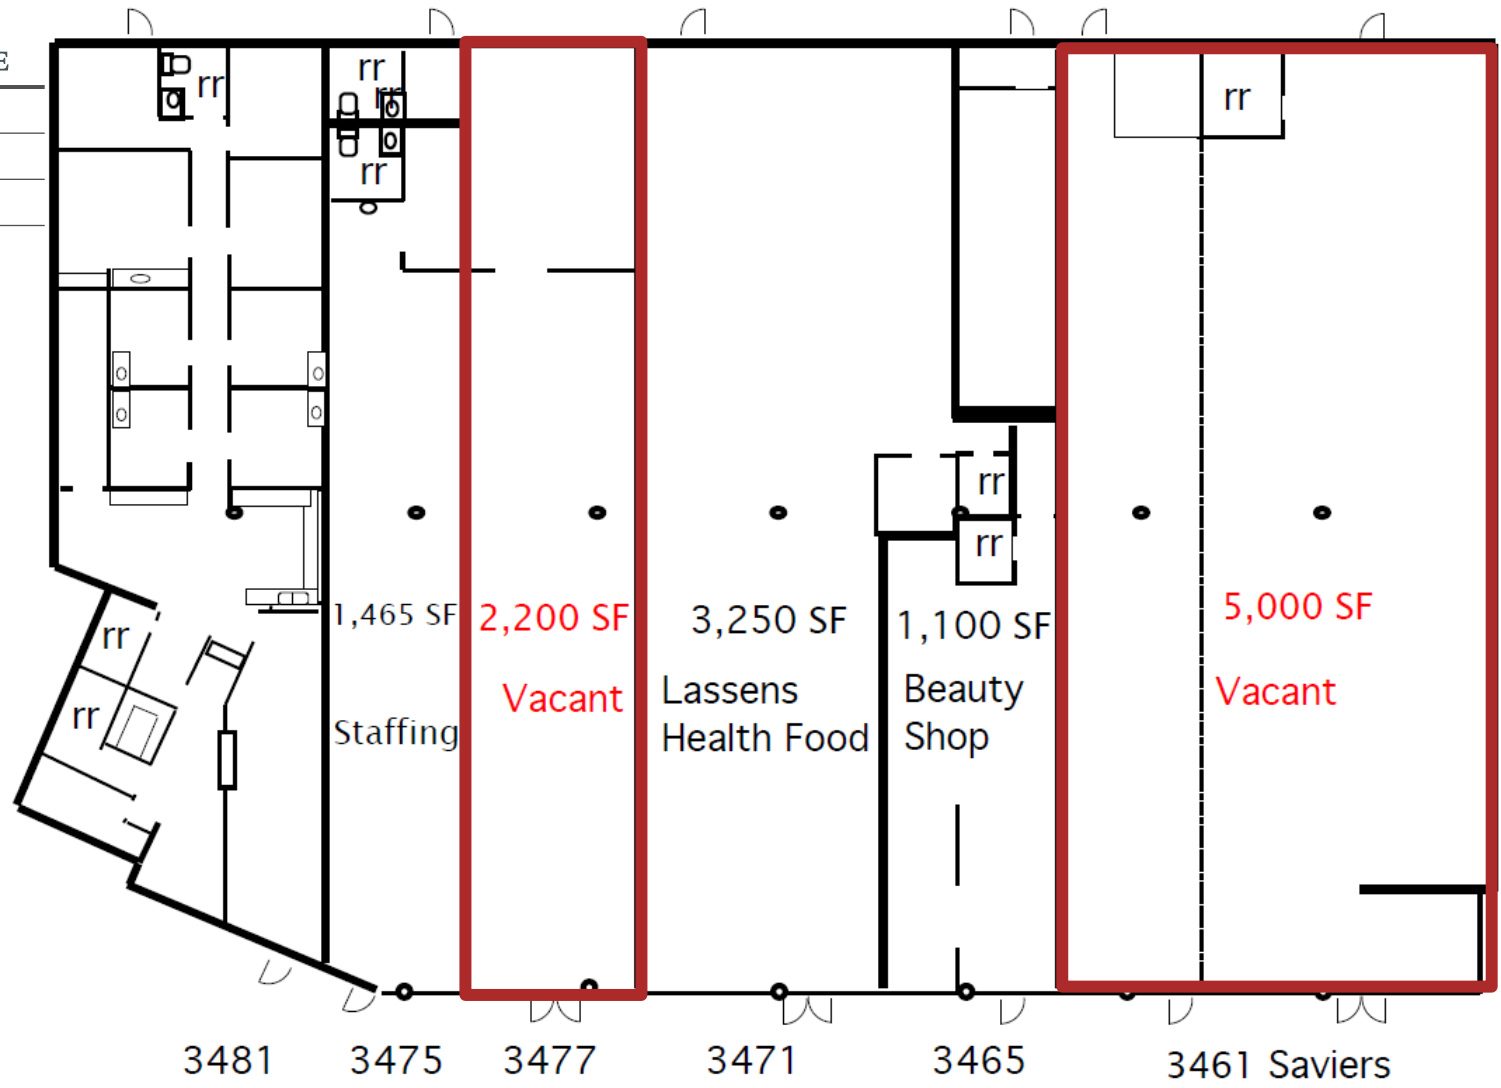 E
rr
rr
rr
rr
rr
rr
rr
1,465 SF
2,200 SF
3,250 SF
1,100 SF
5,000 SF
rr
rr
Staffing
Vacant
Lassens
Health Food
Beauty
Shop
Vacant
3481
3475
3477
3471
3465
3461 Saviers